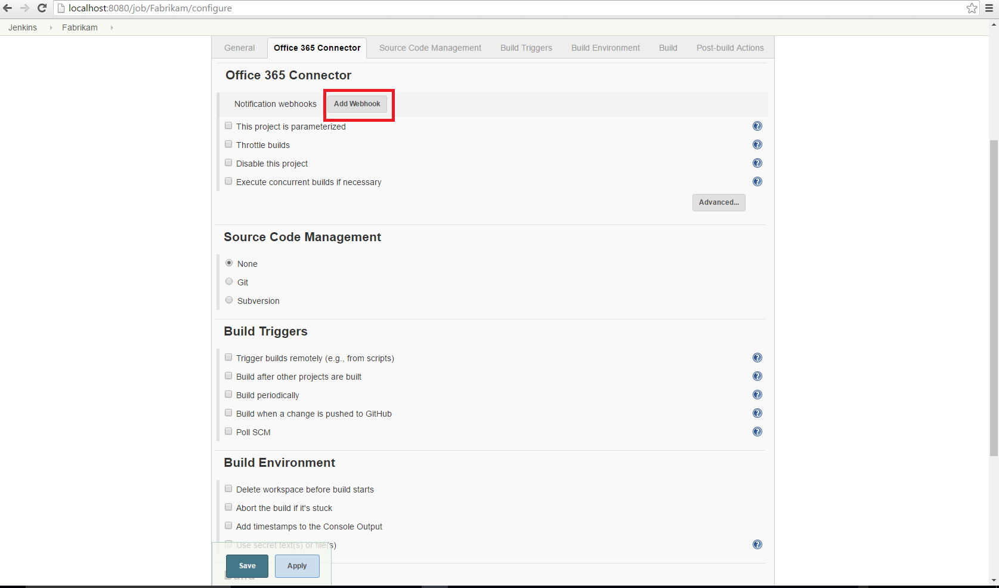 localhost:8080/job/Fabrikam/configure
Jenkins Fabrikam
General Office 365 Connector Source Code Management Build Triggers Build Environment Build Post-build Actions
Office 365 Connector
Notification webhooks Add Webhook
This project is parameterized
Throttle builds
Disable this project
Execute concurrent builds if necessary
Advanced...
Source Code Management
None
Git
Subversion
Build Triggers
Trigger builds remotely (e.g., from scripts)
Build after other projects are built
Build periodically
Build when a change is pushed to GitHub
Poll SCM
Build Environment
Delete workspace before build starts
Abort the build if it's stuck
Add timestamps to the Console Output
Use secret text(s) or file(s)
Save Apply
Build